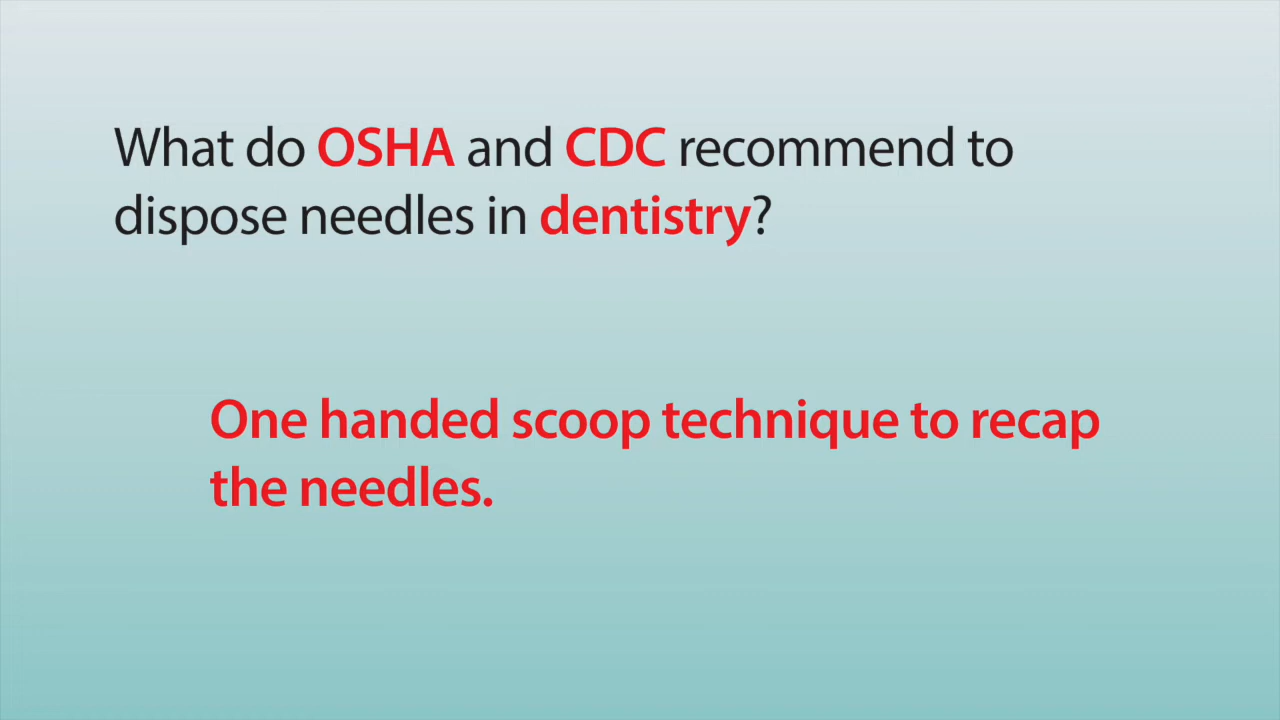 What do OSHA and CDC recommend to
dispose needles in dentistry?
One handed scoop technique to recap
the needles.